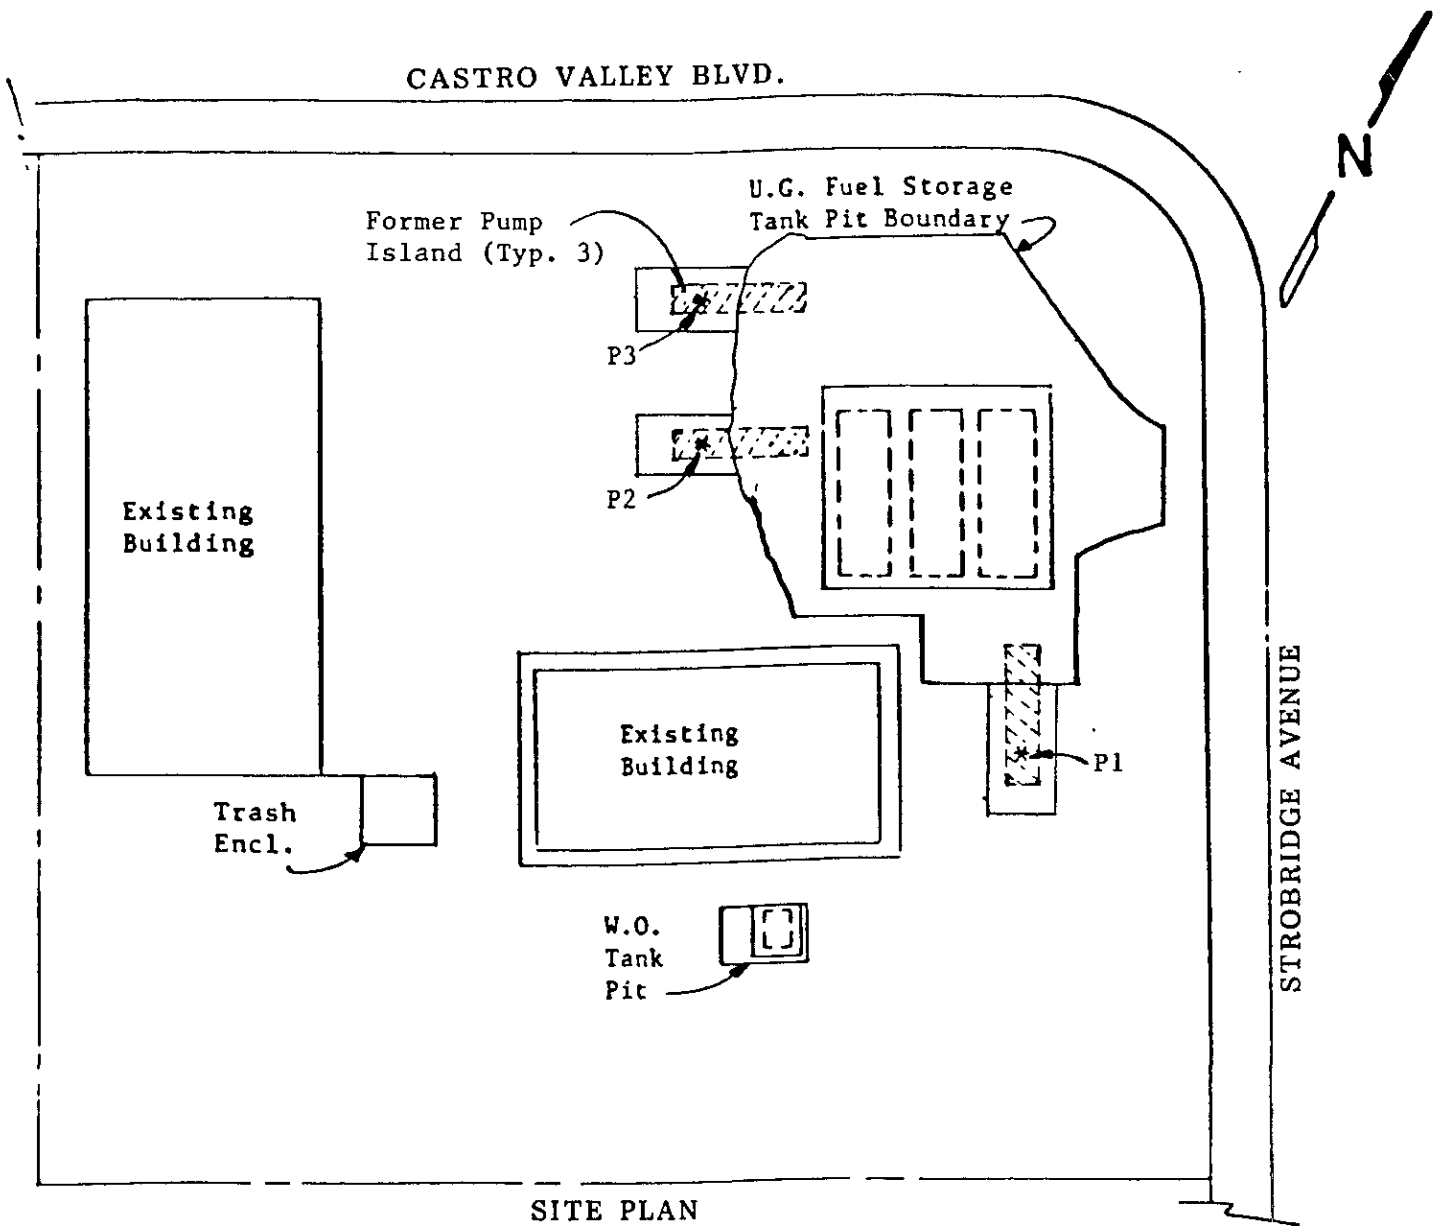 CASTRO VALLEY BLVD.
N
U.G. Fuel Storage
Tank Pit Boundary
Former Pump
Island (Typ. 3)
P3
P2
Existing
Building
Existing
Building
P1
Trash
Encl.
W.O.
Tank
Pit
STROBRIDGE AVENUE
SITE PLAN